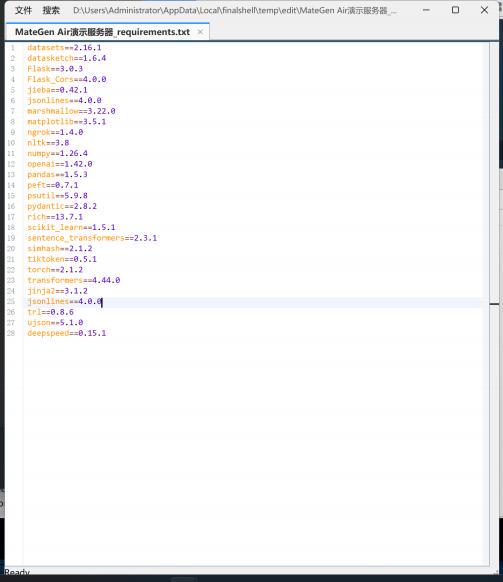 文件 搜索 D:\Users\Administrator\AppData\Local\finalshell\temp\edit\MateGen Air演示服务器_...
MateGen Air演示服务器_requirements.txt ×
1 datasets==2.16.1
2 datasketch==1.6.4
3 Flask==3.0.3
4 Flask_Cors==4.0.0
5 jieba==0.42.1
6 jsonlines==4.0.0
7 marshmallow==3.22.0
8 matplotlib==3.5.1
9 ngrok==1.4.0
10 nltk==3.8
11 numpy==1.26.4
12 openai==1.42.0
13 pandas==1.5.3
14 peft==0.7.1
15 psutil==5.9.8
16 pydantic==2.8.2
17 rich==13.7.1
18 scikit_learn==1.5.1
19 sentence_transformers==2.3.1
20 simhash==2.1.2
21 tiktoken==0.5.1
22 torch==2.1.2
23 transformers==4.44.0
24 jinja2==3.1.2
25 jsonlines==4.0.0
26 trl==0.8.6
27 ujson==5.1.0
28 deepspeed==0.15.1
Ready